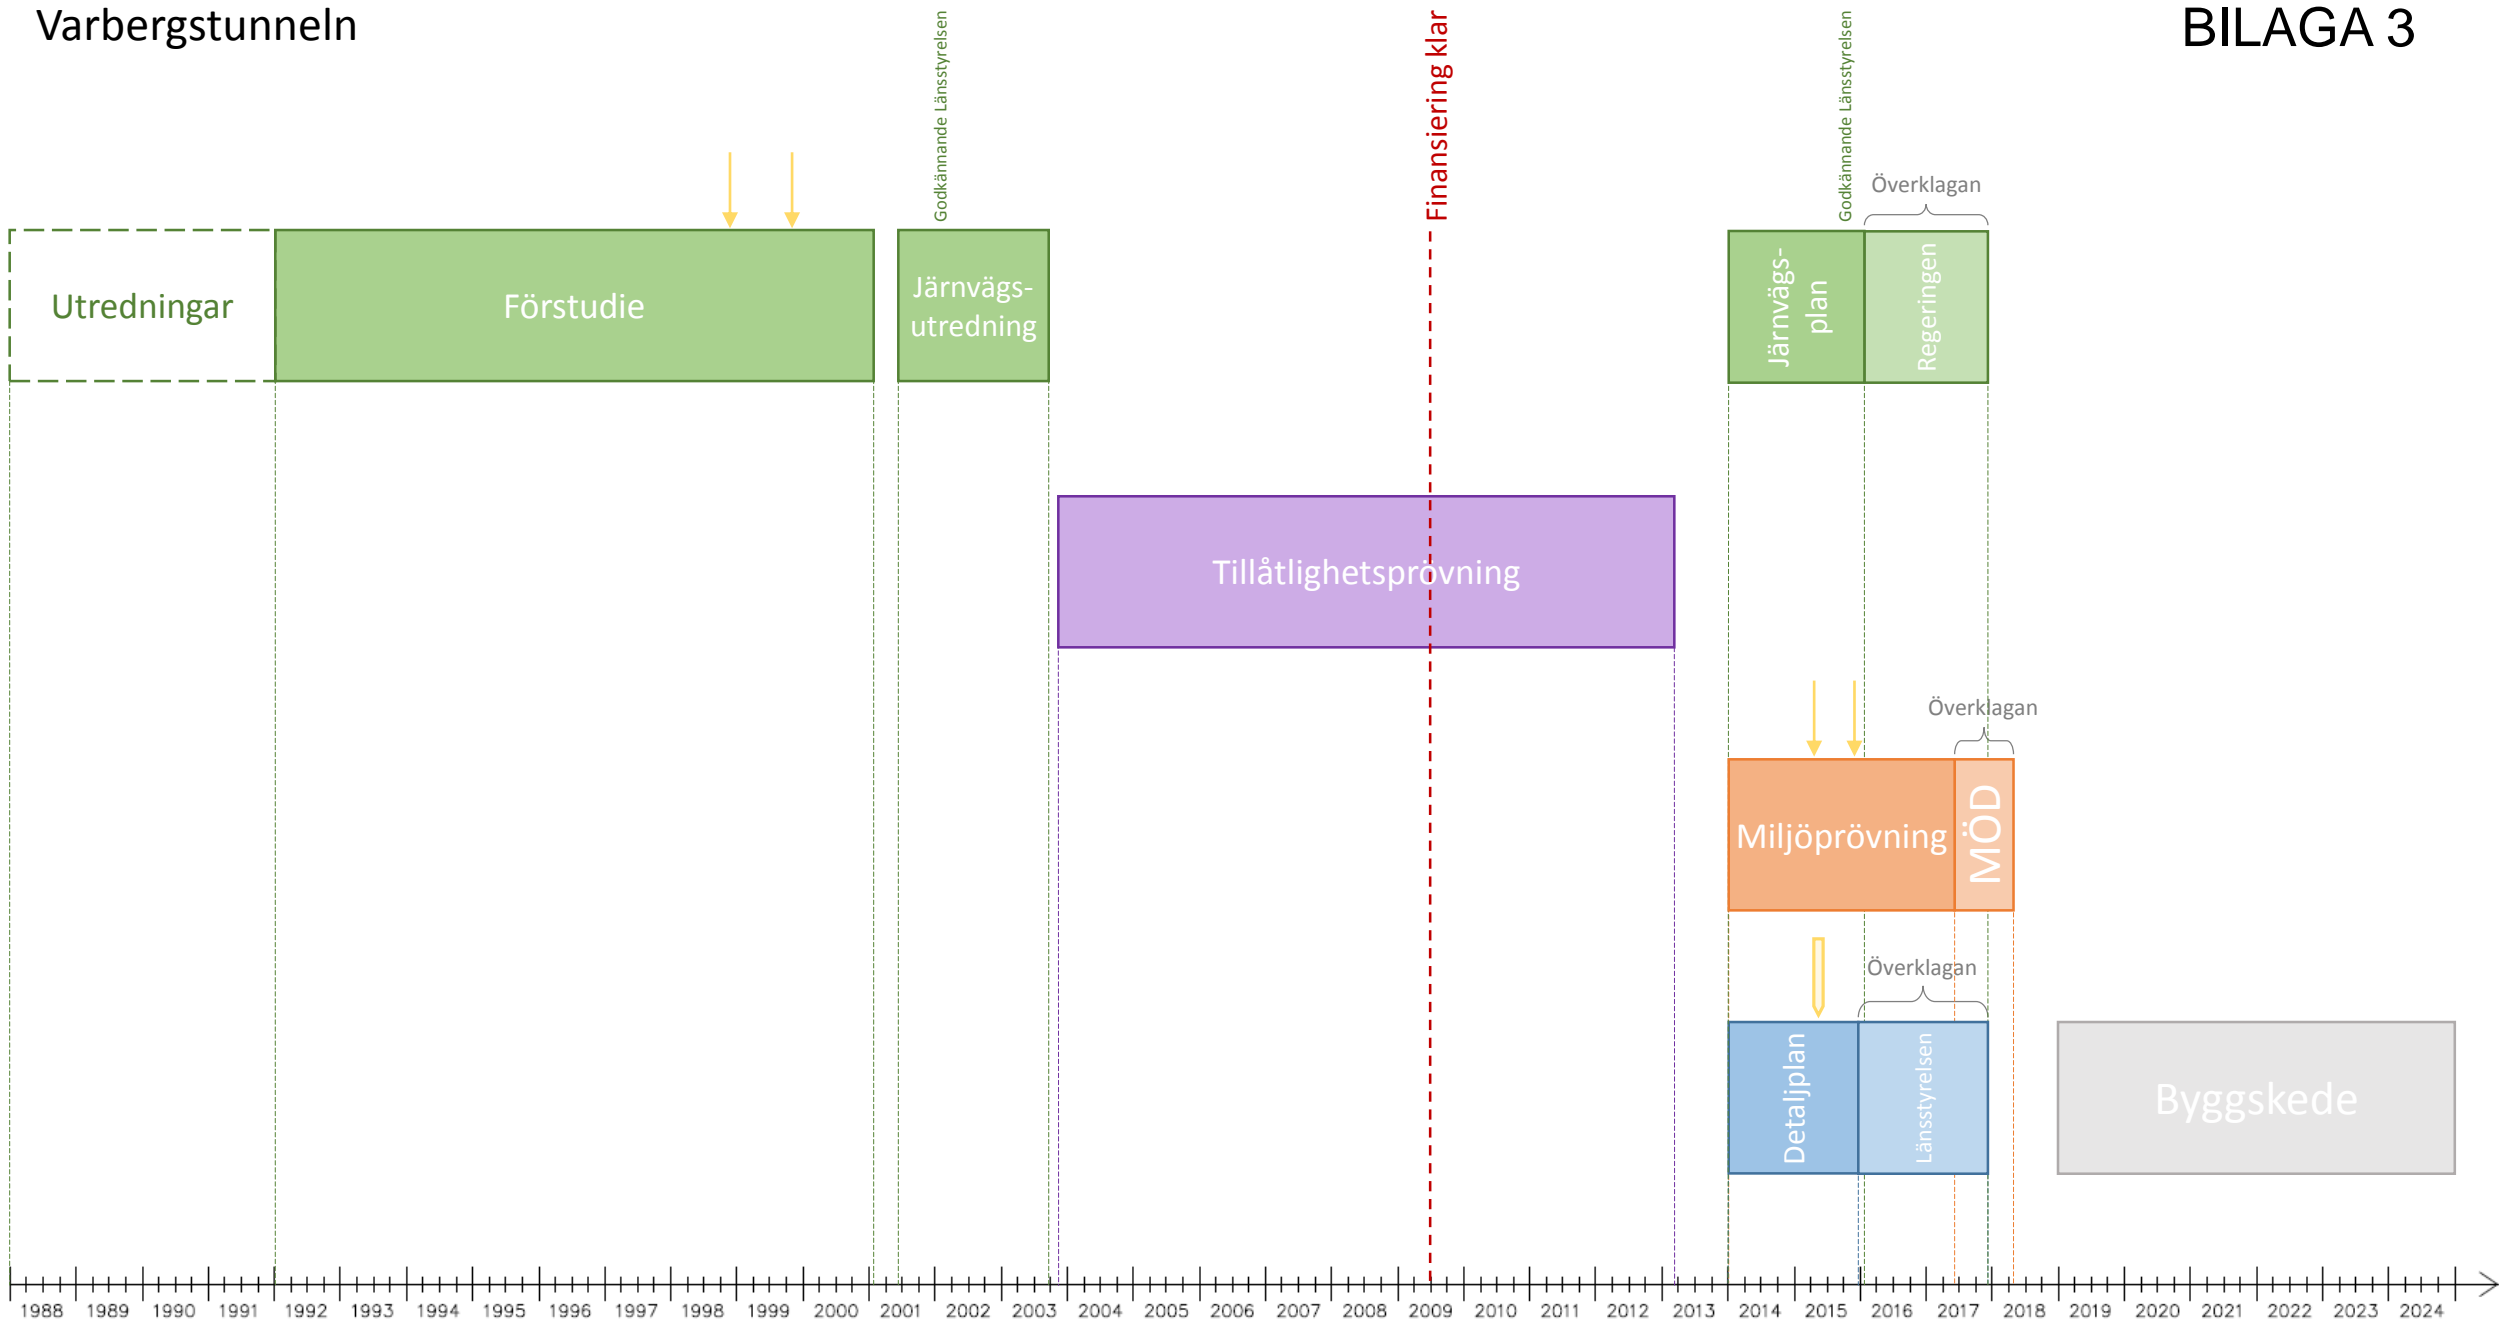 Varbergstunneln
BILAGA 3
Godkännande Länsstyrelsen
Finansiering klar
Godkännande Länsstyrelsen
Överklagan
Utredningar
Förstudie
Järnvägs-
utredning
Järnvägs-
plan
Regeringen
Tillåtlighetsprövning
Överklagan
Miljöprövning
MÖD
Överklagan
Detaljplan
Länsstyrelsen
Byggskede
1988 1989 1990 1991 1992 1993 1994 1995 1996 1997 1998 1999 2000 2001 2002 2003 2004 2005 2006 2007 2008 2009 2010 2011 2012 2013 2014 2015 2016 2017 2018 2019 2020 2021 2022 2023 2024